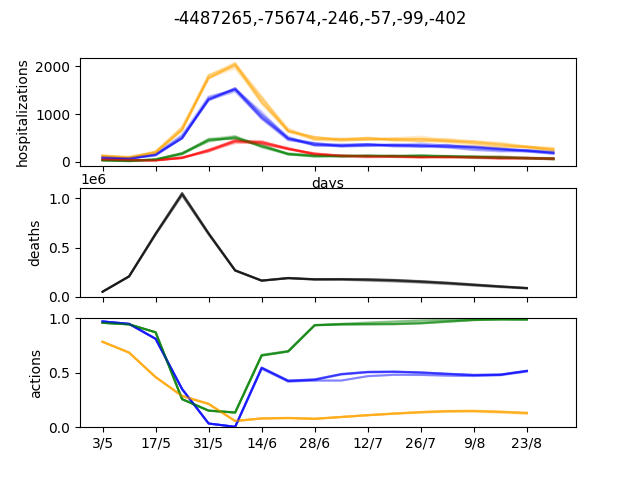 -4487265,-75674,-246,-57,-99,-402
2000
1000
0
hospitalizations
days
1e6
1.0
0.5
0.0
deaths
1.0
0.5
0.0
actions
3/5 17/5 31/5 14/6 28/6 12/7 26/7 9/8 23/8